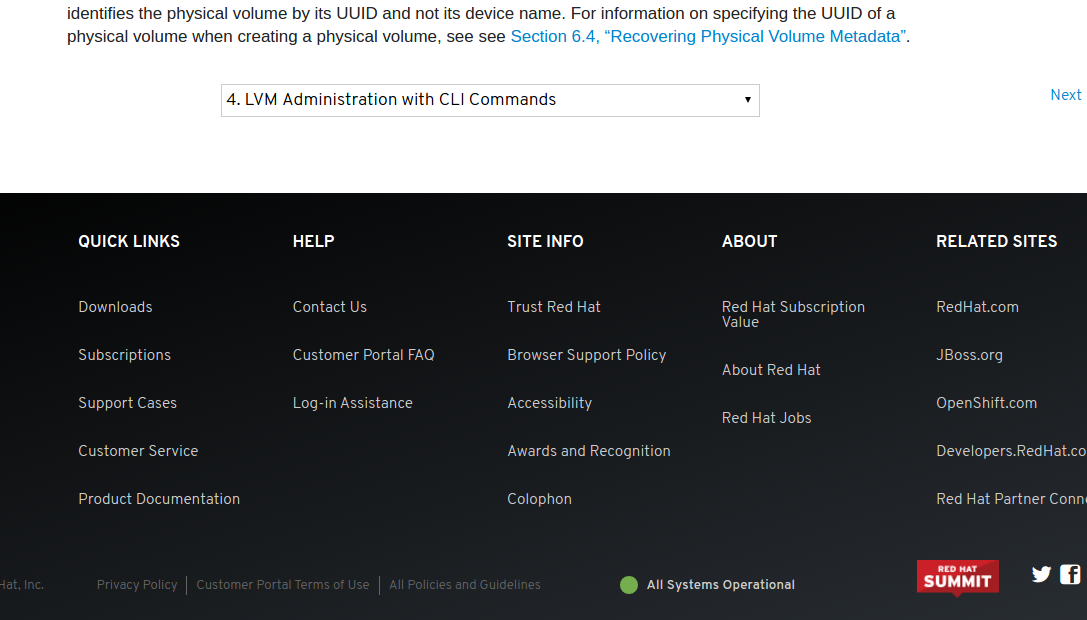 identifies the physical volume by its UUID and not its device name. For information on specifying the UUID of a
physical volume when creating a physical volume, see see Section 6.4, “Recovering Physical Volume Metadata”.
4. LVM Administration with CLI Commands
Next
QUICK LINKS
Downloads
Subscriptions
Support Cases
Customer Service
Product Documentation
HELP
Contact Us
Customer Portal FAQ
Log-in Assistance
SITE INFO
Trust Red Hat
Browser Support Policy
Accessibility
Awards and Recognition
Colophon
ABOUT
Red Hat Subscription
Value
About Red Hat
Red Hat Jobs
RELATED SITES
RedHat.com
JBoss.org
OpenShift.com
Developers.RedHat.co
Red Hat Partner Conn
Hat, Inc.
Privacy Policy
Customer Portal Terms of Use
All Policies and Guidelines
All Systems Operational
RED HAT
SUMMIT